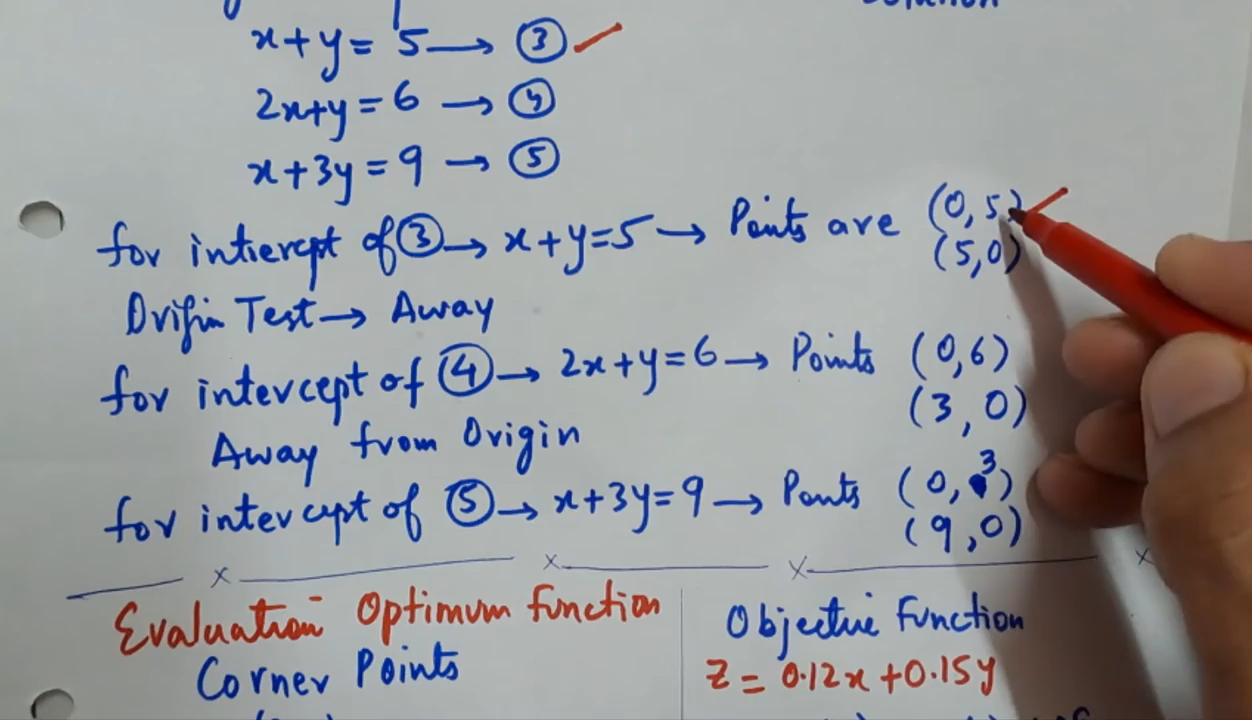 x+y = 5 → ③ ✓
2x+y = 6 → ④
x+3y = 9 → ⑤
for intercept of ③ → x+y=5 → Points are (0,5)
(5,0)
Origin Test → Away
for intercept of ④ → 2x+y=6 → Points (0,6)
(3,0)
Away from Origin
for intercept of ⑤ → x+3y=9 → Points (0,3)
(9,0)
Evaluation Optimum function
Corner Points
Objective function
Z = 0.12x+0.15y